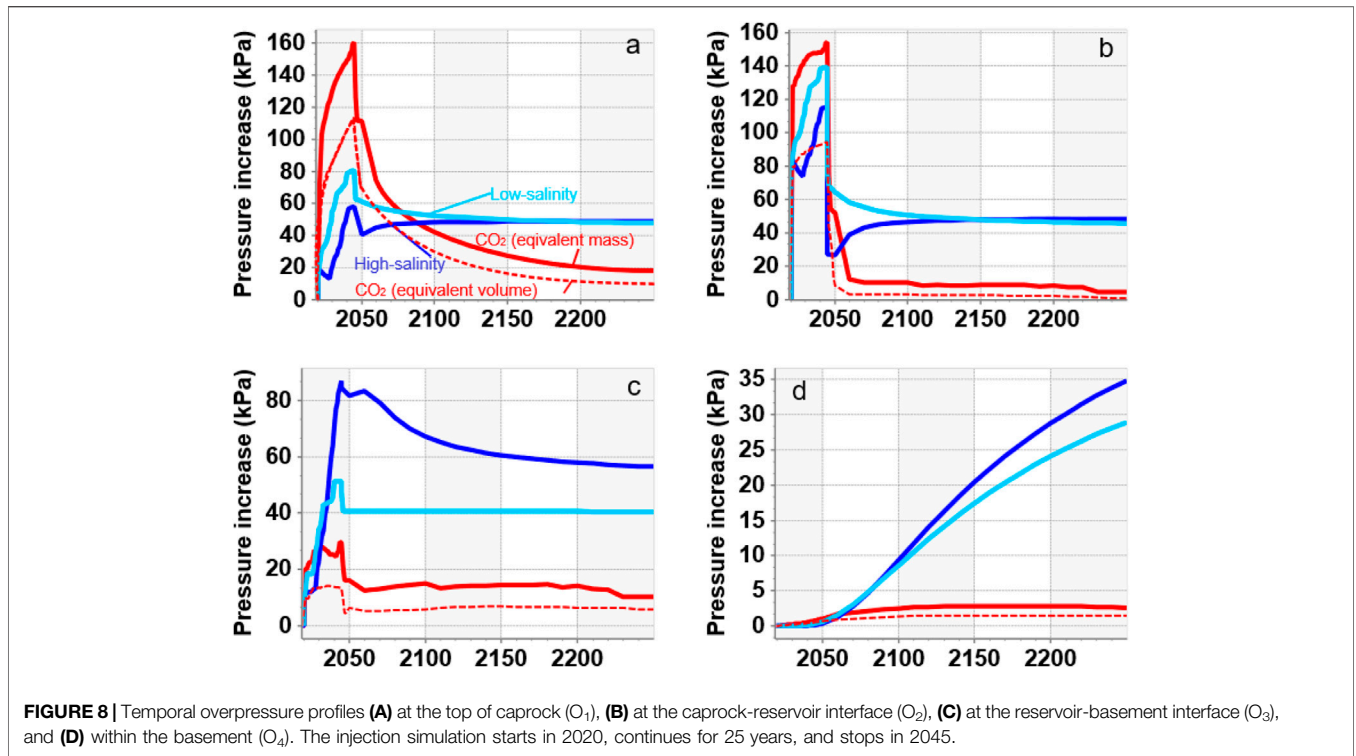 a
Pressure increase (kPa)
160
140
120
100
80
60
40
20
0
Low-salinity
CO₂ (eqivalent mass)
High-salinity
CO₂ (equivalent volume)
2050 2100 2150 2200
b
Pressure increase (kPa)
160
140
120
100
80
60
40
20
0
2050 2100 2150 2200
c
Pressure increase (kPa)
80
60
40
20
0
2050 2100 2150 2200
d
Pressure increase (kPa)
35
30
25
20
15
10
5
0
2050 2100 2150 2200
FIGURE 8 | Temporal overpressure profiles (A) at the top of caprock (O₁), (B) at the caprock-reservoir interface (O₂), (C) at the reservoir-basement interface (O₃),
and (D) within the basement (O₄). The injection simulation starts in 2020, continues for 25 years, and stops in 2045.